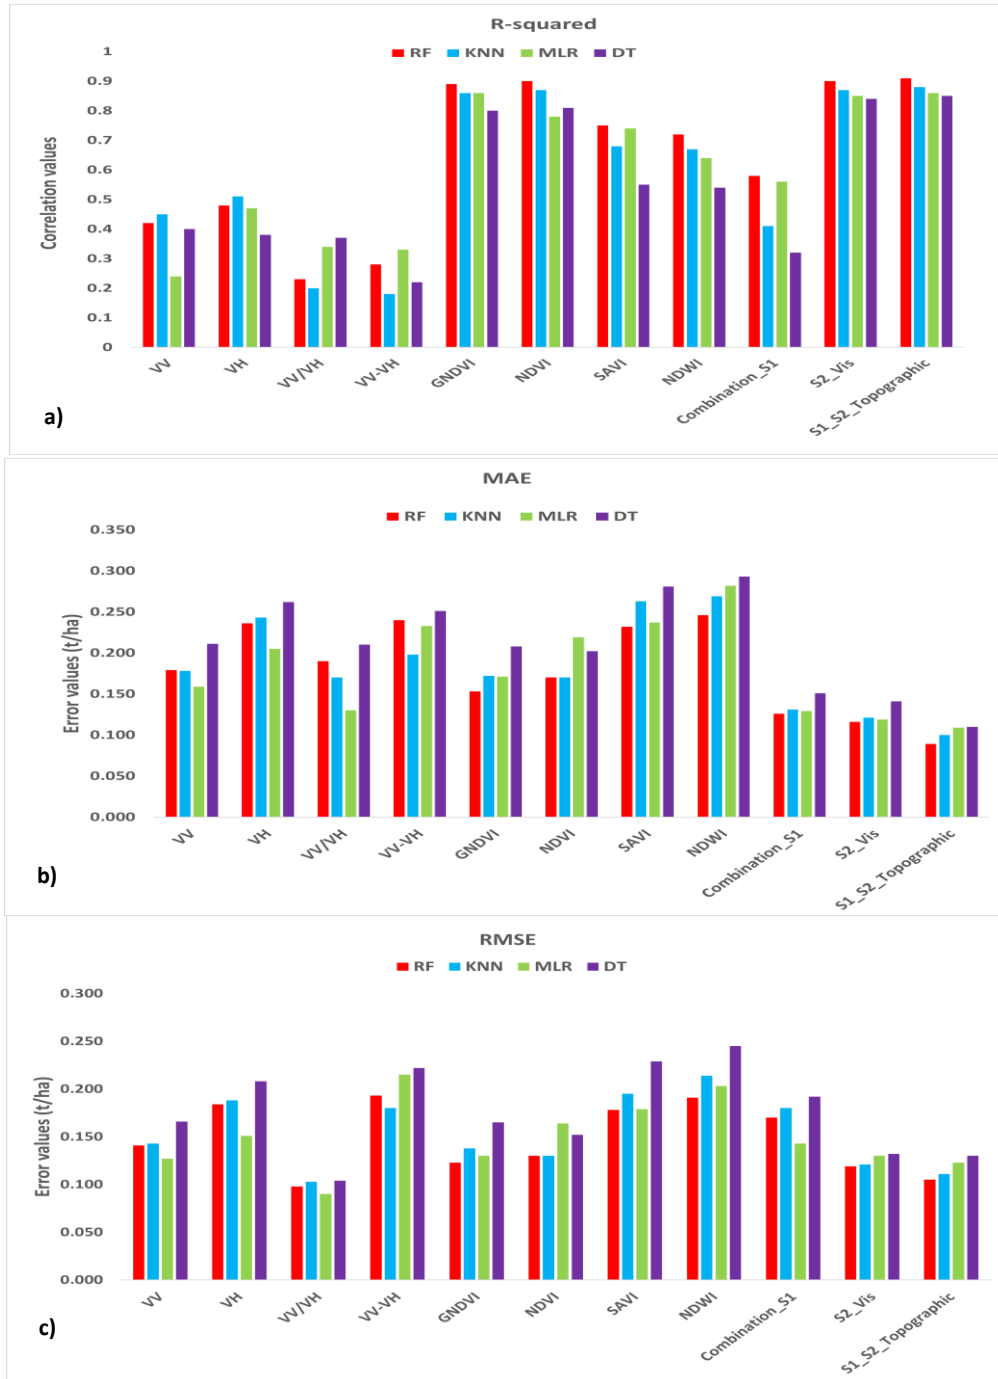 R-squared
RF KNN MLR DT
Correlation values
1
0.9
0.8
0.7
0.6
0.5
0.4
0.3
0.2
0.1
0
VV VH VV/VH VV-VH GNDVI NDVI SAVI NDWI Combination_S1 S2_Vis S1_S2_Topographic
a)
MAE
RF KNN MLR DT
Error values (t/ha)
0.350
0.300
0.250
0.200
0.150
0.100
0.050
0.000
VV VH VV/VH VV-VH GNDVI NDVI SAVI NDWI Combination_S1 S2_Vis S1_S2_Topographic
b)
RMSE
RF KNN MLR DT
Error values (t/ha)
0.300
0.250
0.200
0.150
0.100
0.050
0.000
VV VH VV/VH VV-VH GNDVI NDVI SAVI NDWI Combination_S1 S2_Vis S1_S2_Topographic
c)